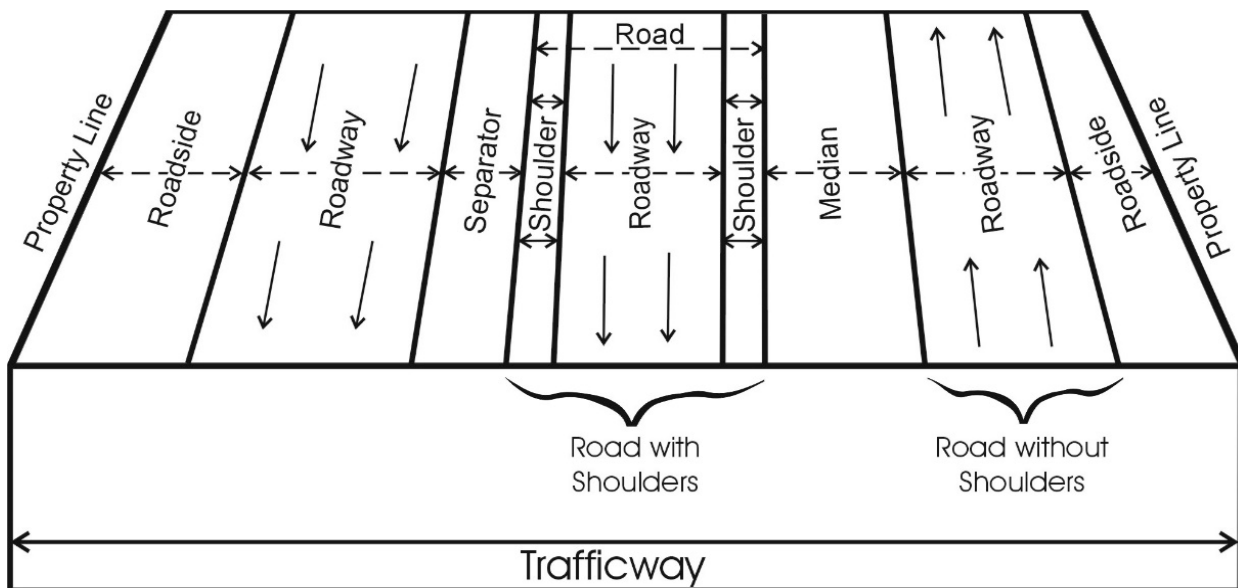 Road
Property Line
Roadside
Roadway
Separator
Shoulder
Roadway
Shoulder
Median
Roadway
Roadside
Property Line
Road with
Shoulders
Road without
Shoulders
Trafficway